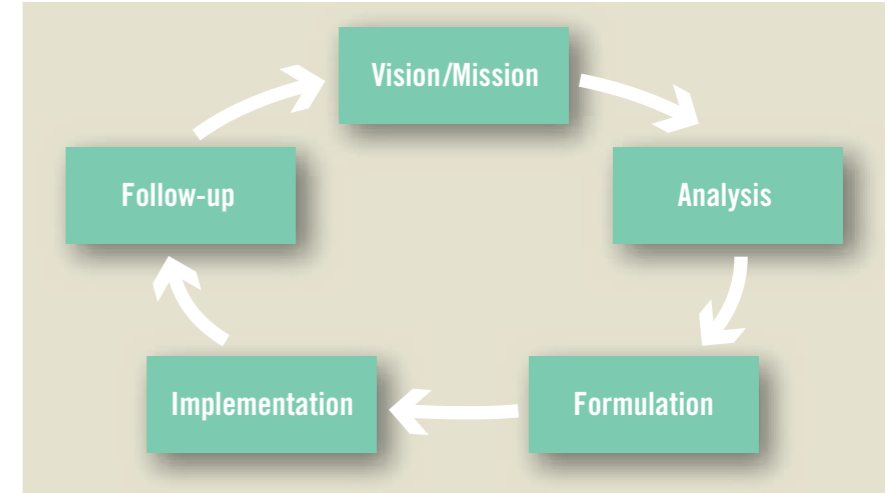 Vision/Mission
Analysis
Formulation
Implementation
Follow-up